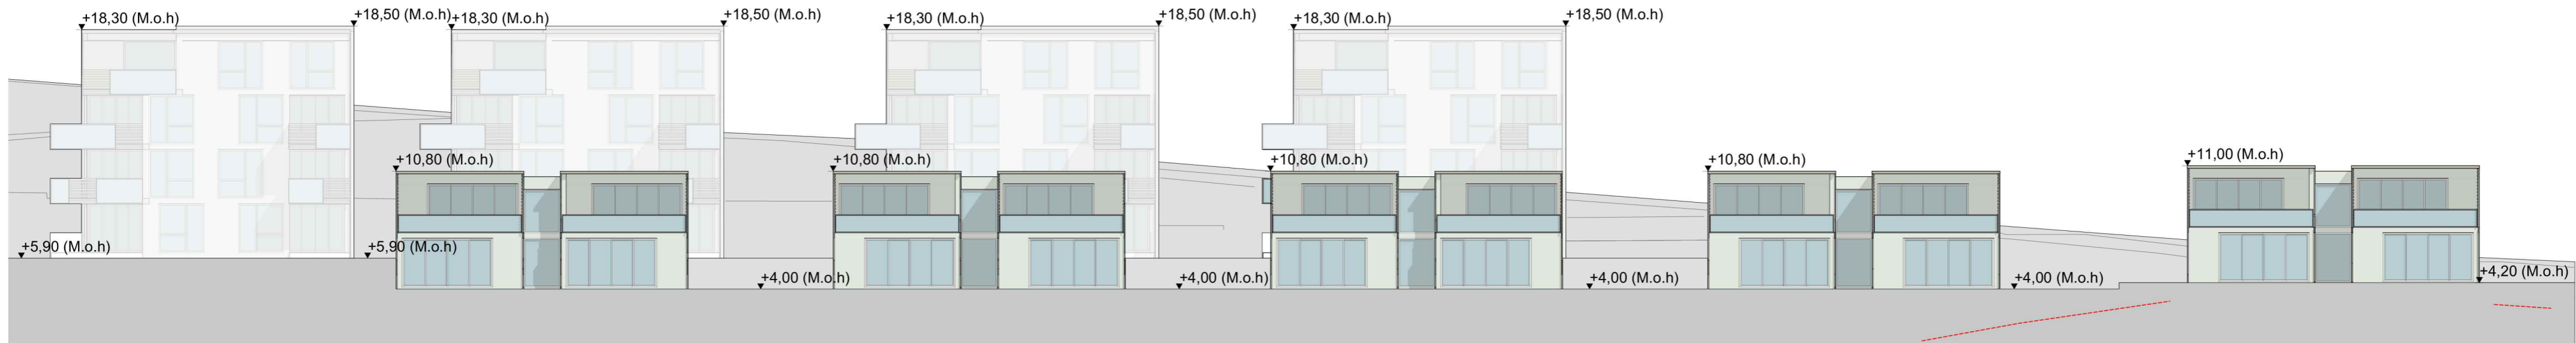 +18,30 (M.o.h)
+18,50 (M.o.h)
+18,30 (M.o.h)
+18,50 (M.o.h)
+18,30 (M.o.h)
+18,50 (M.o.h)
+18,30 (M.o.h)
+18,50 (M.o.h)
+10,80 (M.o.h)
+10,80 (M.o.h)
+10,80 (M.o.h)
+10,80 (M.o.h)
+11,00 (M.o.h)
+5,90 (M.o.h)
+5,90 (M.o.h)
+4,00 (M.o.h)
+4,00 (M.o.h)
+4,00 (M.o.h)
+4,00 (M.o.h)
+4,20 (M.o.h)